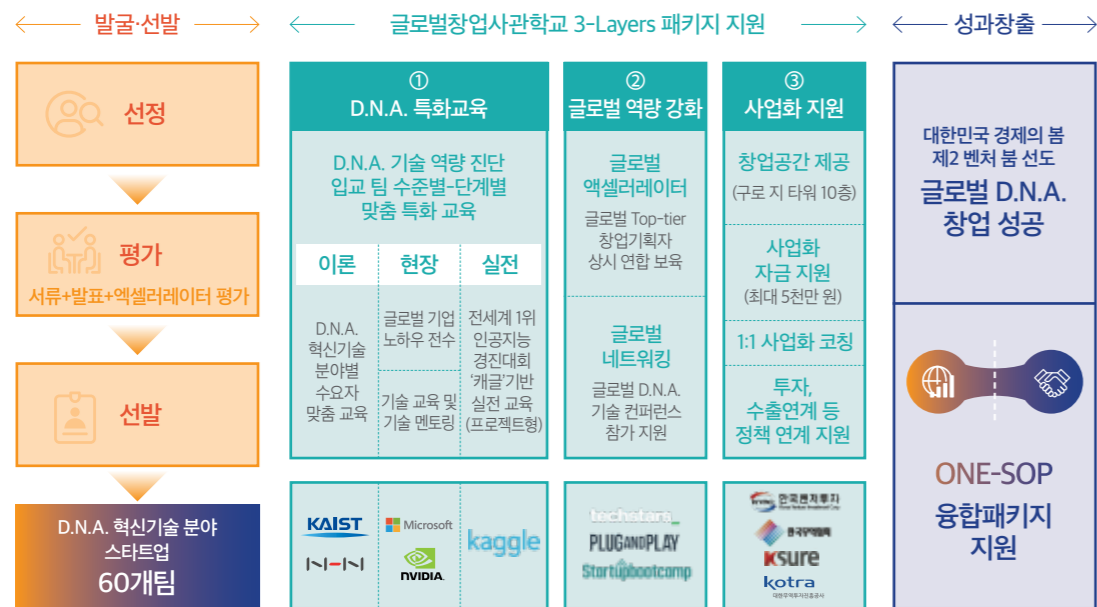 발굴·선발
글로벌창업사관학교 3-Layers 패키지 지원
성과창출
선정
평가
서류+발표+엑셀러레이터 평가
선발
D.N.A. 혁신기술 분야
스타트업
60개팀
①
D.N.A. 특화교육
D.N.A. 기술 역량 진단
입교 팀 수준별-단계별
맞춤 특화 교육
이론
D.N.A.
혁신기술
분야별
수요자
맞춤 교육
현장
글로벌 기업
노하우 전수
기술 교육 및
기술 멘토링
실전
전세계 1위
인공지능
경진대회
‘캐글’기반
실전 교육
(프로젝트형)
KAIST
NHN
Microsoft
NVIDIA.
kaggle
②
글로벌 역량 강화
글로벌
액셀러레이터
글로벌 Top-tier
창업기획자
상시 연합 보육
글로벌
네트워킹
글로벌 D.N.A.
기술 컨퍼런스
참가 지원
techstars_
PLUGANDPLAY
Startupbootcamp
③
사업화 지원
창업공간 제공
(구로 지 타워 10층)
사업화
자금 지원
(최대 5천만 원)
1:1 사업화 코칭
투자,
수출연계 등
정책 연계 지원
한국벤처투자
한국무역협회
Ksure
kotra
대한무역투자진흥공사
대한민국 경제의 봄
제2 벤처 붐 선도
글로벌 D.N.A.
창업 성공
ONE-SOP
융합패키지
지원